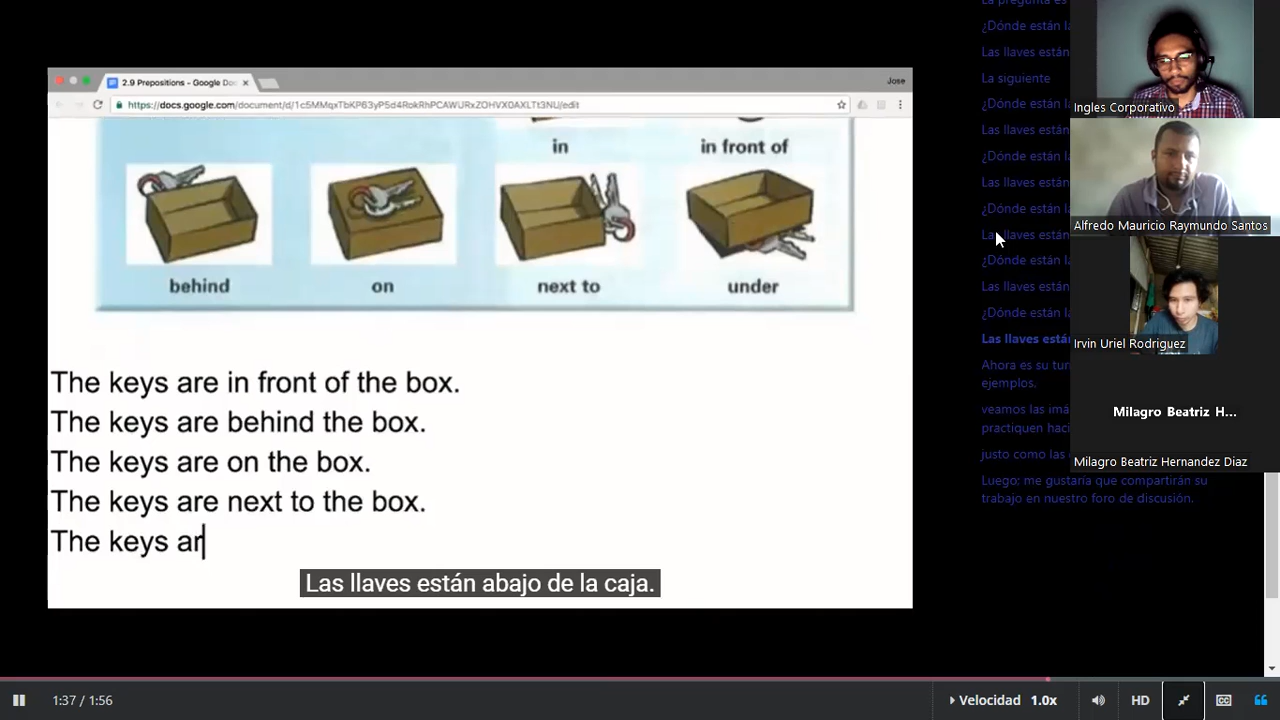 2.9 Prepositions - Google Do
Jose
https://docs.google.com/document/d/1c5MMqxTbKP63yP5d4RokRhPCAWURxZOHVX0AXLTt3NU/edit
in
in front of
behind
on
next to
under
The keys are in front of the box.
The keys are behind the box.
The keys are on the box.
The keys are next to the box.
The keys ar
Las llaves están abajo de la caja.
La pregunta es
¿Dónde están la
Las llaves están
La siguiente
¿Dónde están la
Las llaves están
¿Dónde están la
Las llaves están
¿Dónde están la
Las llaves están
¿Dónde están la
Las llaves están
¿Dónde están la
Las llaves están
Ahora es su tur
ejemplos.
veamos las imá
practiquen haci
justo como las
Luego; me gustaría que compartirán su
trabajo en nuestro foro de discusión.
Ingles Corporativo
Alfredo Mauricio Raymundo Santos
Irvin Uriel Rodriguez
Milagro Beatriz H...
Milagro Beatriz Hernandez Diaz
1:37 / 1:56
Velocidad 1.0x
HD
CC